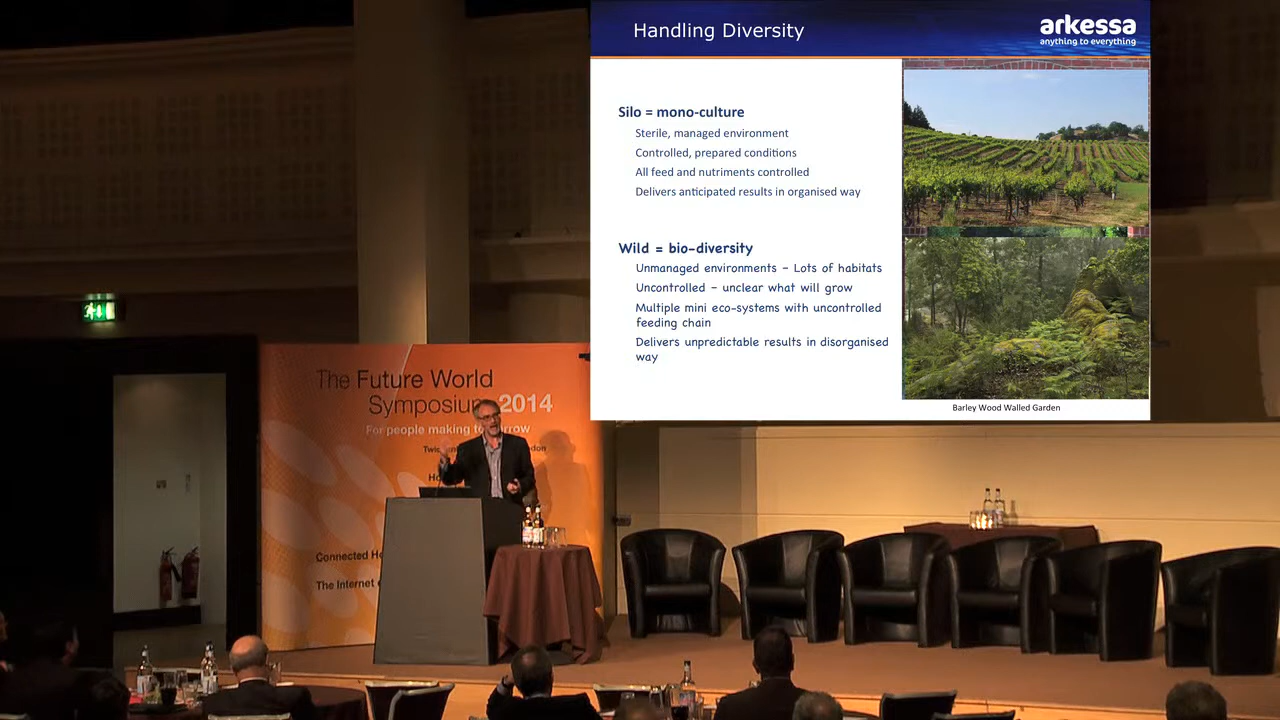 Handling Diversity
arkessa
anything to everything
Silo = mono-culture
Sterile, managed environment
Controlled, prepared conditions
All feed and nutriments controlled
Delivers anticipated results in organised way
Wild = bio-diversity
Unmanaged environments – Lots of habitats
Uncontrolled – unclear what will grow
Multiple mini eco-systems with uncontrolled
feeding chain
Delivers unpredictable results in disorganised
way
Barley Wood Walled Garden
The Future World
Symposium 2014
For people making tomorrow
Connected
The Internet